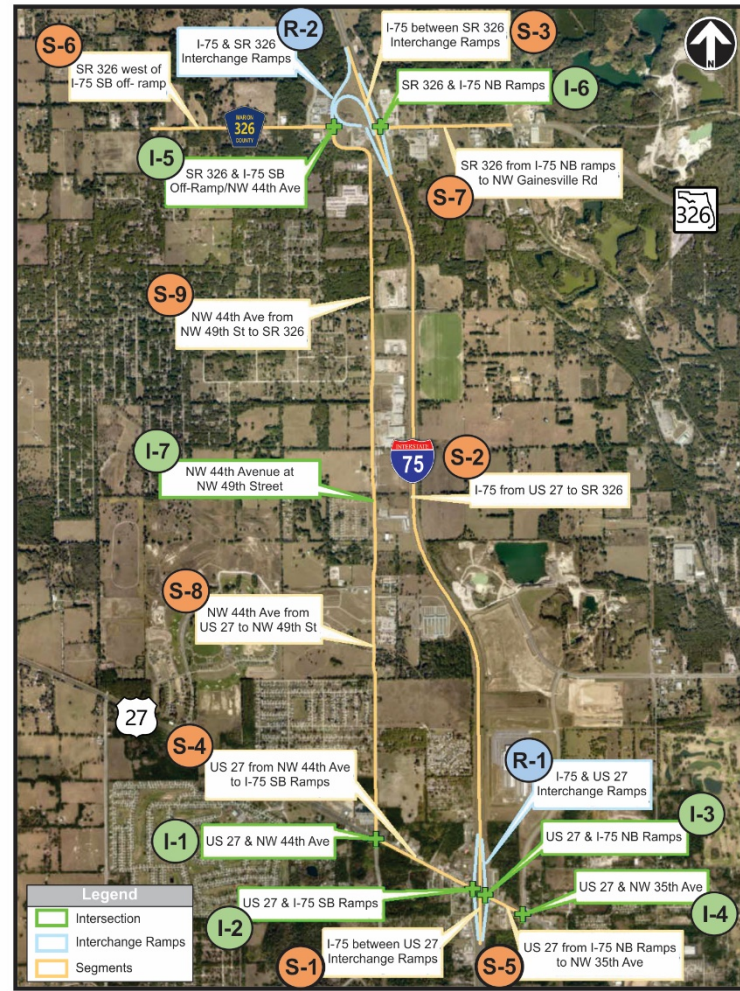 S-6
R-2
S-3
I-75 & SR 326
Interchange Ramps
I-75 between SR 326
Interchange Ramps
N
SR 326 west of
I-75 SB off- ramp
SR 326 & I-75 NB Ramps
I-6
MARION
326
COUNTY
I-5
SR 326 & I-75 SB
Off-Ramp/NW 44th Ave
SR 326 from I-75 NB ramps
to NW Gainesville Rd
S-7
326
S-9
NW 44th Ave from
NW 49th St to SR 326
I-7
NW 44th Avenue at
NW 49th Street
INTERSTATE
75
S-2
I-75 from US 27 to SR 326
S-8
NW 44th Ave from
US 27 to NW 49th St
27
S-4
US 27 from NW 44th Ave
to I-75 SB Ramps
R-1
I-75 & US 27
Interchange Ramps
I-3
I-1
US 27 & NW 44th Ave
US 27 & I-75 NB Ramps
US 27 & I-75 SB Ramps
I-2
US 27 & NW 35th Ave
I-4
Legend
Intersection
Interchange Ramps
Segments
I-75 between US 27
Interchange Ramps
S-1
S-5
US 27 from I-75 NB Ramps
to NW 35th Ave